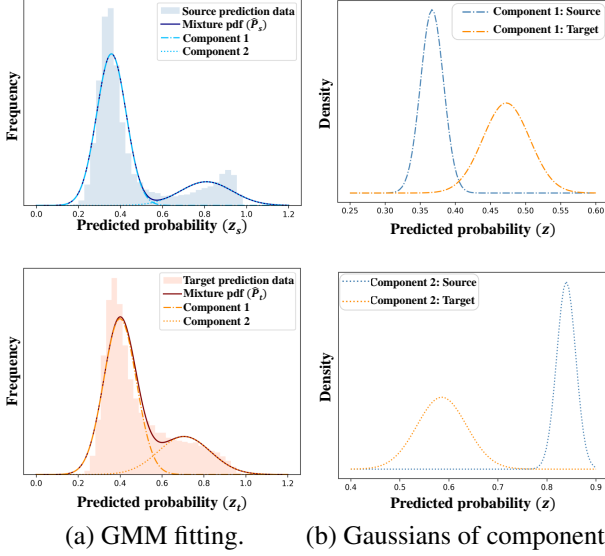 Source prediction data
Mixture pdf (P̂s)
Component 1
Component 2
Frequency
0.0 0.2 0.4 0.6 0.8 1.0 1.2
Predicted probability (zs)
Component 1: Source
Component 1: Target
Density
0.25 0.30 0.35 0.40 0.45 0.50 0.55 0.60
Predicted probability (z)
Target prediction data
Mixture pdf (P̂t)
Component 1
Component 2
Frequency
0.0 0.2 0.4 0.6 0.8 1.0 1.2
Predicted probability (zt)
Component 2: Source
Component 2: Target
Density
0.4 0.5 0.6 0.7 0.8 0.9
Predicted probability (z)
(a) GMM fitting.
(b) Gaussians of component